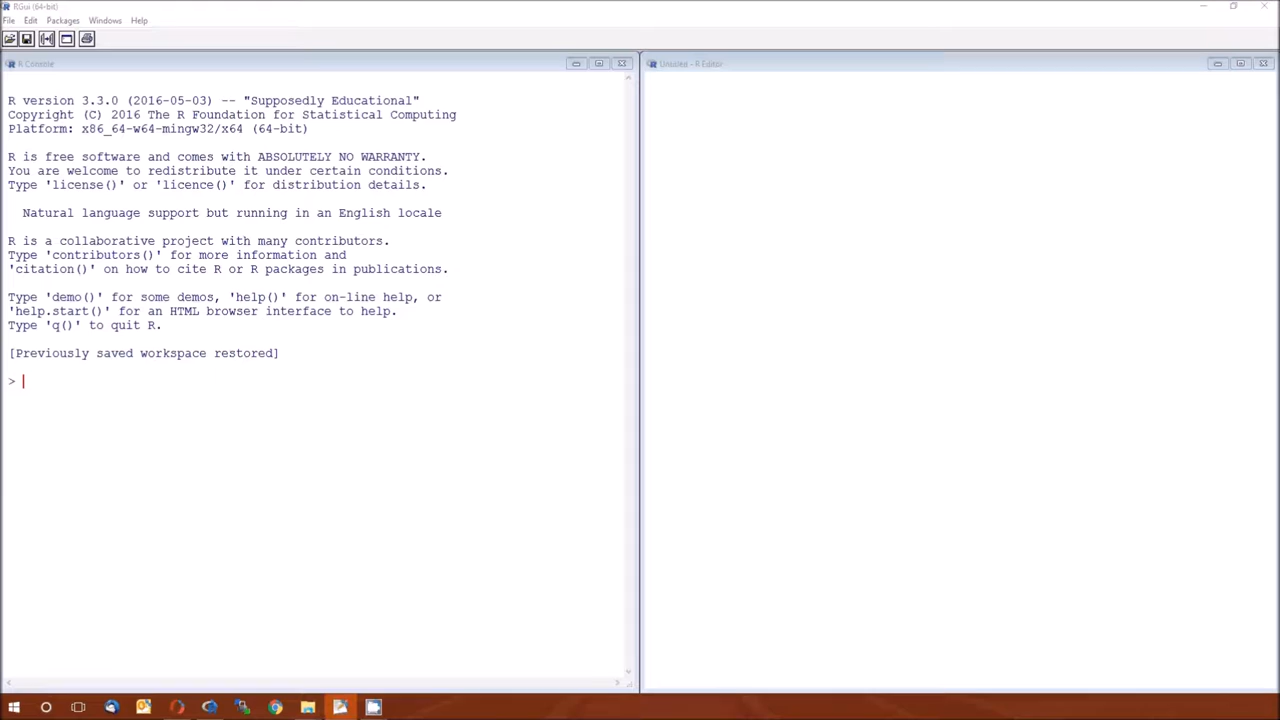 RGui (64-bit)
File Edit Packages Windows Help
R Console
R version 3.3.0 (2016-05-03) -- "Supposedly Educational"
Copyright (C) 2016 The R Foundation for Statistical Computing
Platform: x86_64-w64-mingw32/x64 (64-bit)
R is free software and comes with ABSOLUTELY NO WARRANTY.
You are welcome to redistribute it under certain conditions.
Type 'license()' or 'licence()' for distribution details.
Natural language support but running in an English locale
R is a collaborative project with many contributors.
Type 'contributors()' for more information and
'citation()' on how to cite R or R packages in publications.
Type 'demo()' for some demos, 'help()' for on-line help, or
'help.start()' for an HTML browser interface to help.
Type 'q()' to quit R.
[Previously saved workspace restored]
>
Untitled - R Editor